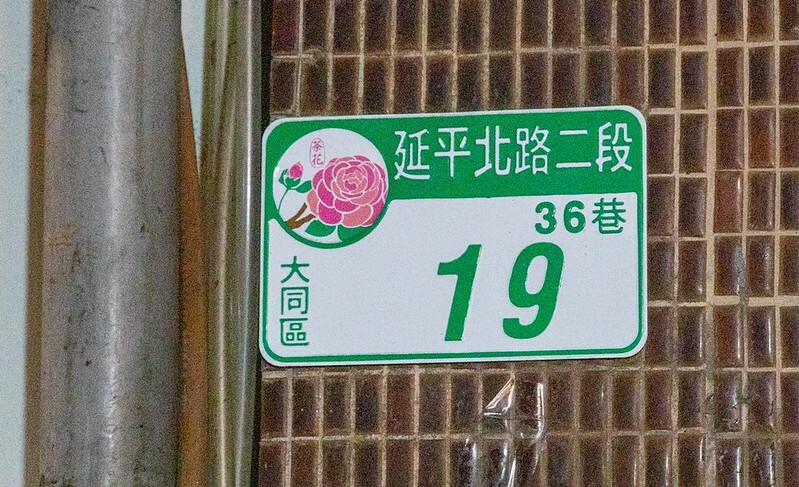 延平北路二段
茶花
36巷
19
大同區